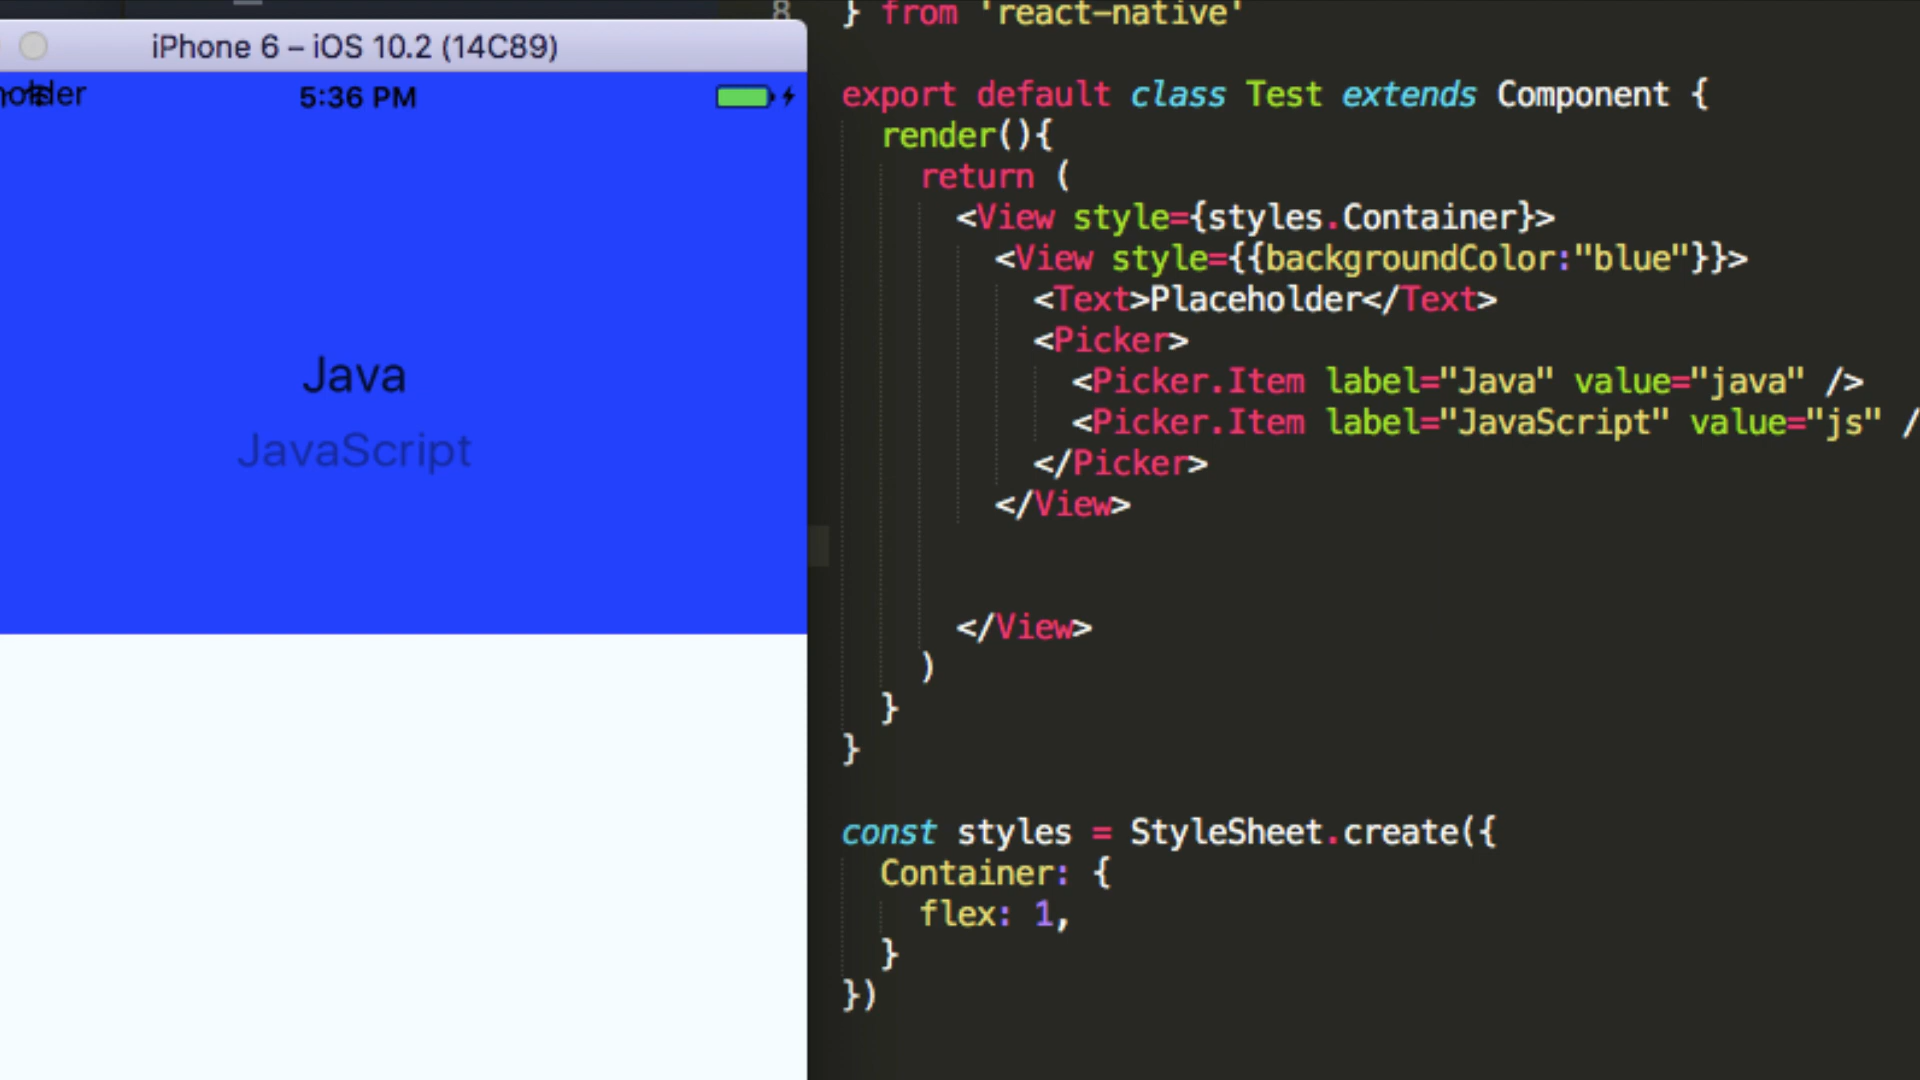 iPhone 6 – iOS 10.2 (14C89)
5:36 PM
Java
JavaScript
8
} from 'react-native'
export default class Test extends Component {
render(){
return (
<View style={styles.Container}>
<View style={{backgroundColor:"blue"}}>
<Text>Placeholder</Text>
<Picker>
<Picker.Item label="Java" value="java" />
<Picker.Item label="JavaScript" value="js" /
</Picker>
</View>
</View>
)
}
}
const styles = StyleSheet.create({
Container: {
flex: 1,
}
})